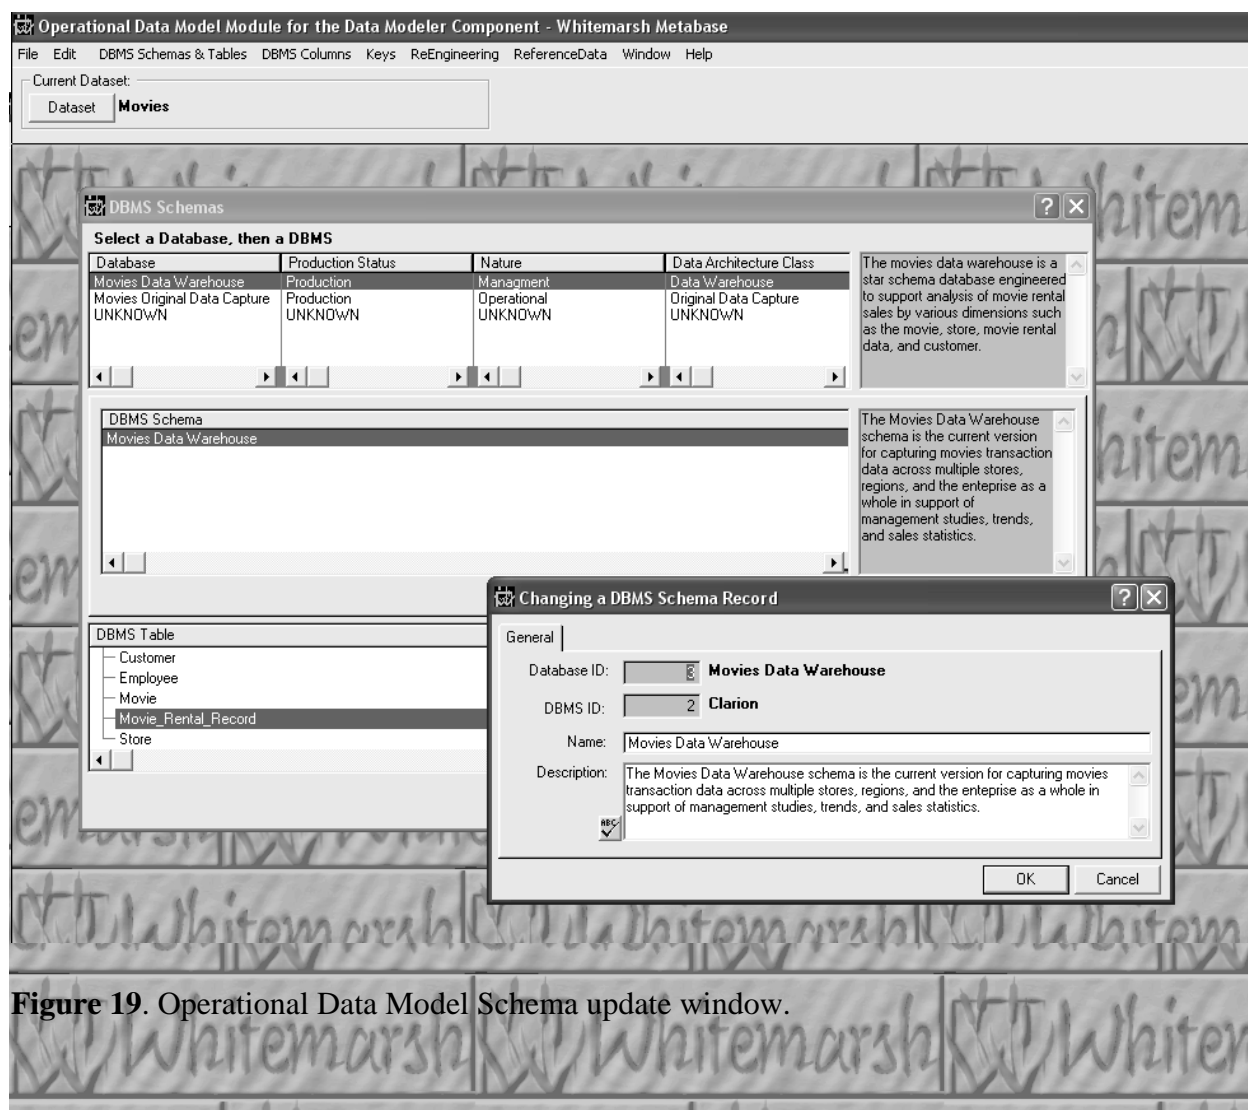 Operational Data Model Module for the Data Modeler Component - Whitemarsh Metabase
File Edit DBMS Schemas & Tables DBMS Columns Keys ReEngineering ReferenceData Window Help
Current Dataset:
Dataset Movies
DBMS Schemas
Select a Database, then a DBMS
Database Production Status Nature Data Architecture Class
Movies Data Warehouse Production Managment Data Warehouse
Movies Original Data Capture Production Operational Original Data Capture
UNKNOWN UNKNOWN UNKNOWN UNKNOWN
The movies data warehouse is a
star schema database engineered
to support analysis of movie rental
sales by various dimensions such
as the movie, store, movie rental
data, and customer.
DBMS Schema
Movies Data Warehouse
The Movies Data Warehouse
schema is the current version
for capturing movies transaction
data across multiple stores,
regions, and the enteprise as a
whole in support of
management studies, trends,
and sales statistics.
DBMS Table
Customer
Employee
Movie
Movie_Rental_Record
Store
Changing a DBMS Schema Record
General
Database ID: 3 Movies Data Warehouse
DBMS ID: 2 Clarion
Name: Movies Data Warehouse
Description: The Movies Data Warehouse schema is the current version for capturing movies
transaction data across multiple stores, regions, and the enteprise as a whole in
support of management studies, trends, and sales statistics.
ABC
OK Cancel
Whitemarsh Whitemarsh Whitem
Figure 19. Operational Data Model Schema update window.
Whitemarsh Whitemarsh Whiter